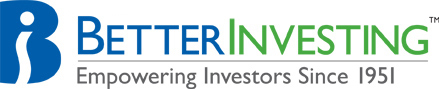 BETTERINVESTING™
Empowering Investors Since 1951